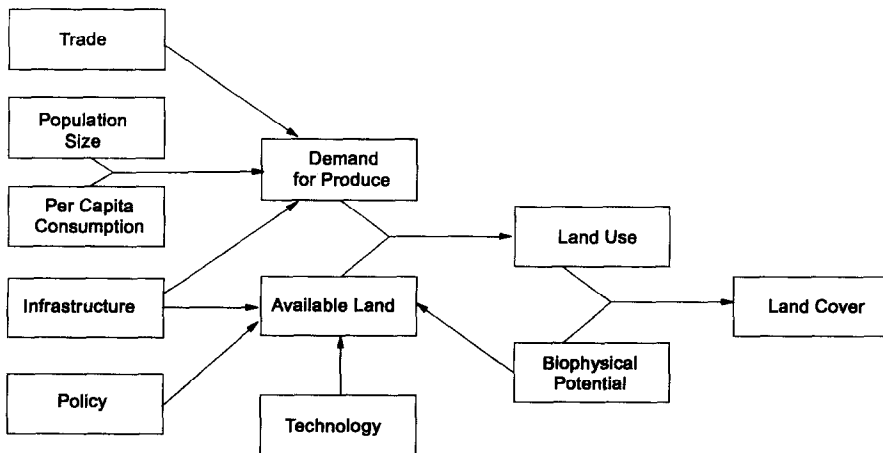 Trade
Population
Size
Demand
for Produce
Per Capita
Consumption
Land Use
Infrastructure
Available Land
Land Cover
Biophysical
Potential
Policy
Technology